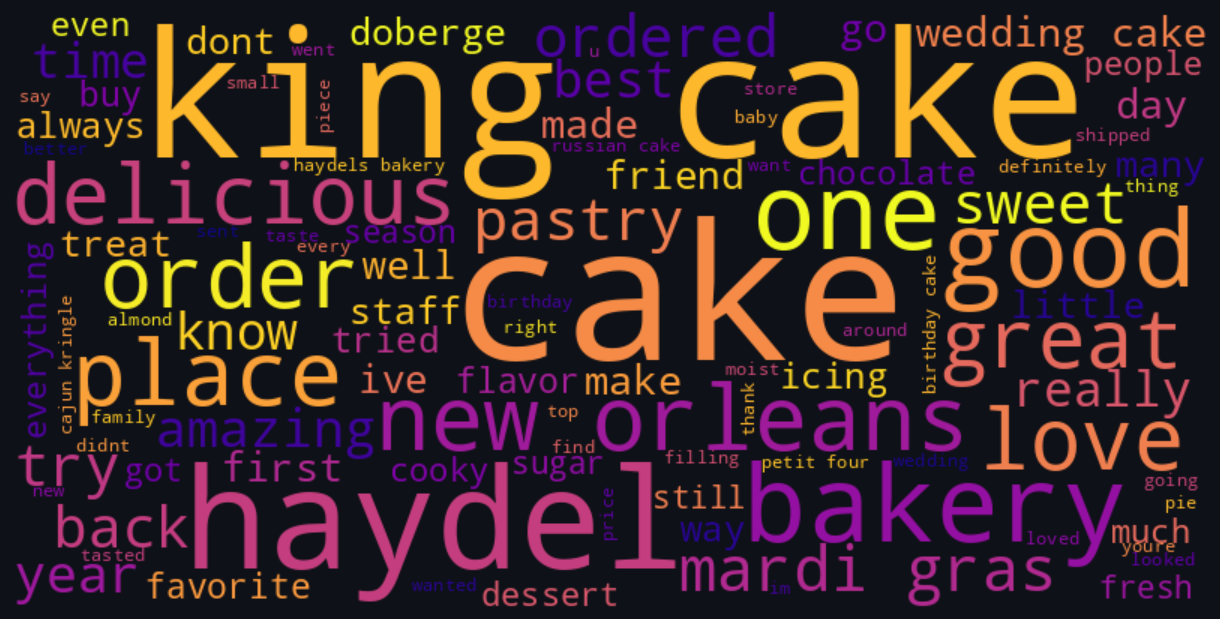 even
dont
went
doberge
ordered
u
go
wedding cake
time
king cake
best
people
say
buy
small
piece
store
day
always
made
baby
shipped
better
russian cake
haydels bakery
friend
want
chocolate
definitely
many
delicious
pastry
one
sweet
thing
sent
taste
season
treat
every
good
everything
order
well
cake
birthday cake
almond
know
staff
birthday
right
little
cajun kringle
tried
around
great
place
ive
flavor
make
moist
icing
really
family
amazing
new orleans
top
thank
love
didnt
find
try
got
first
cooky
sugar
filling
petit four
wedding
going
new
haydel
price
still
bakery
pie
back
way
loved
much
youre
tasted
looked
year
favorite
wanted
dessert
mardi gras
im
fresh